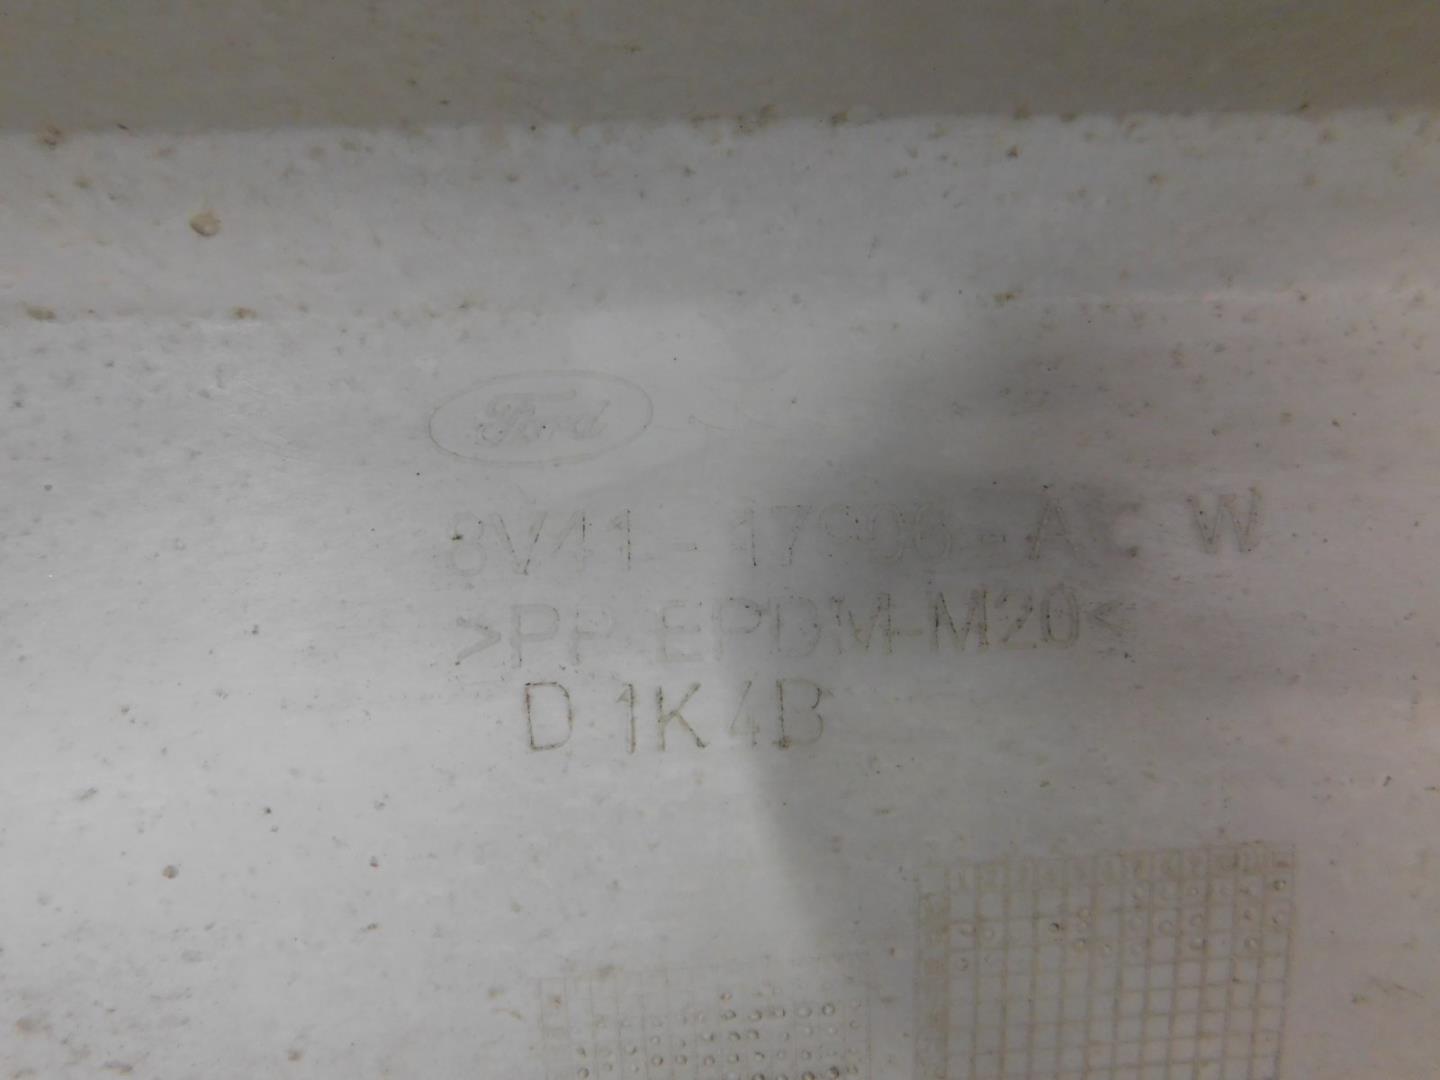 Ford
8V41-17906-A W
>PP EPDM-M20<
D 1K4B